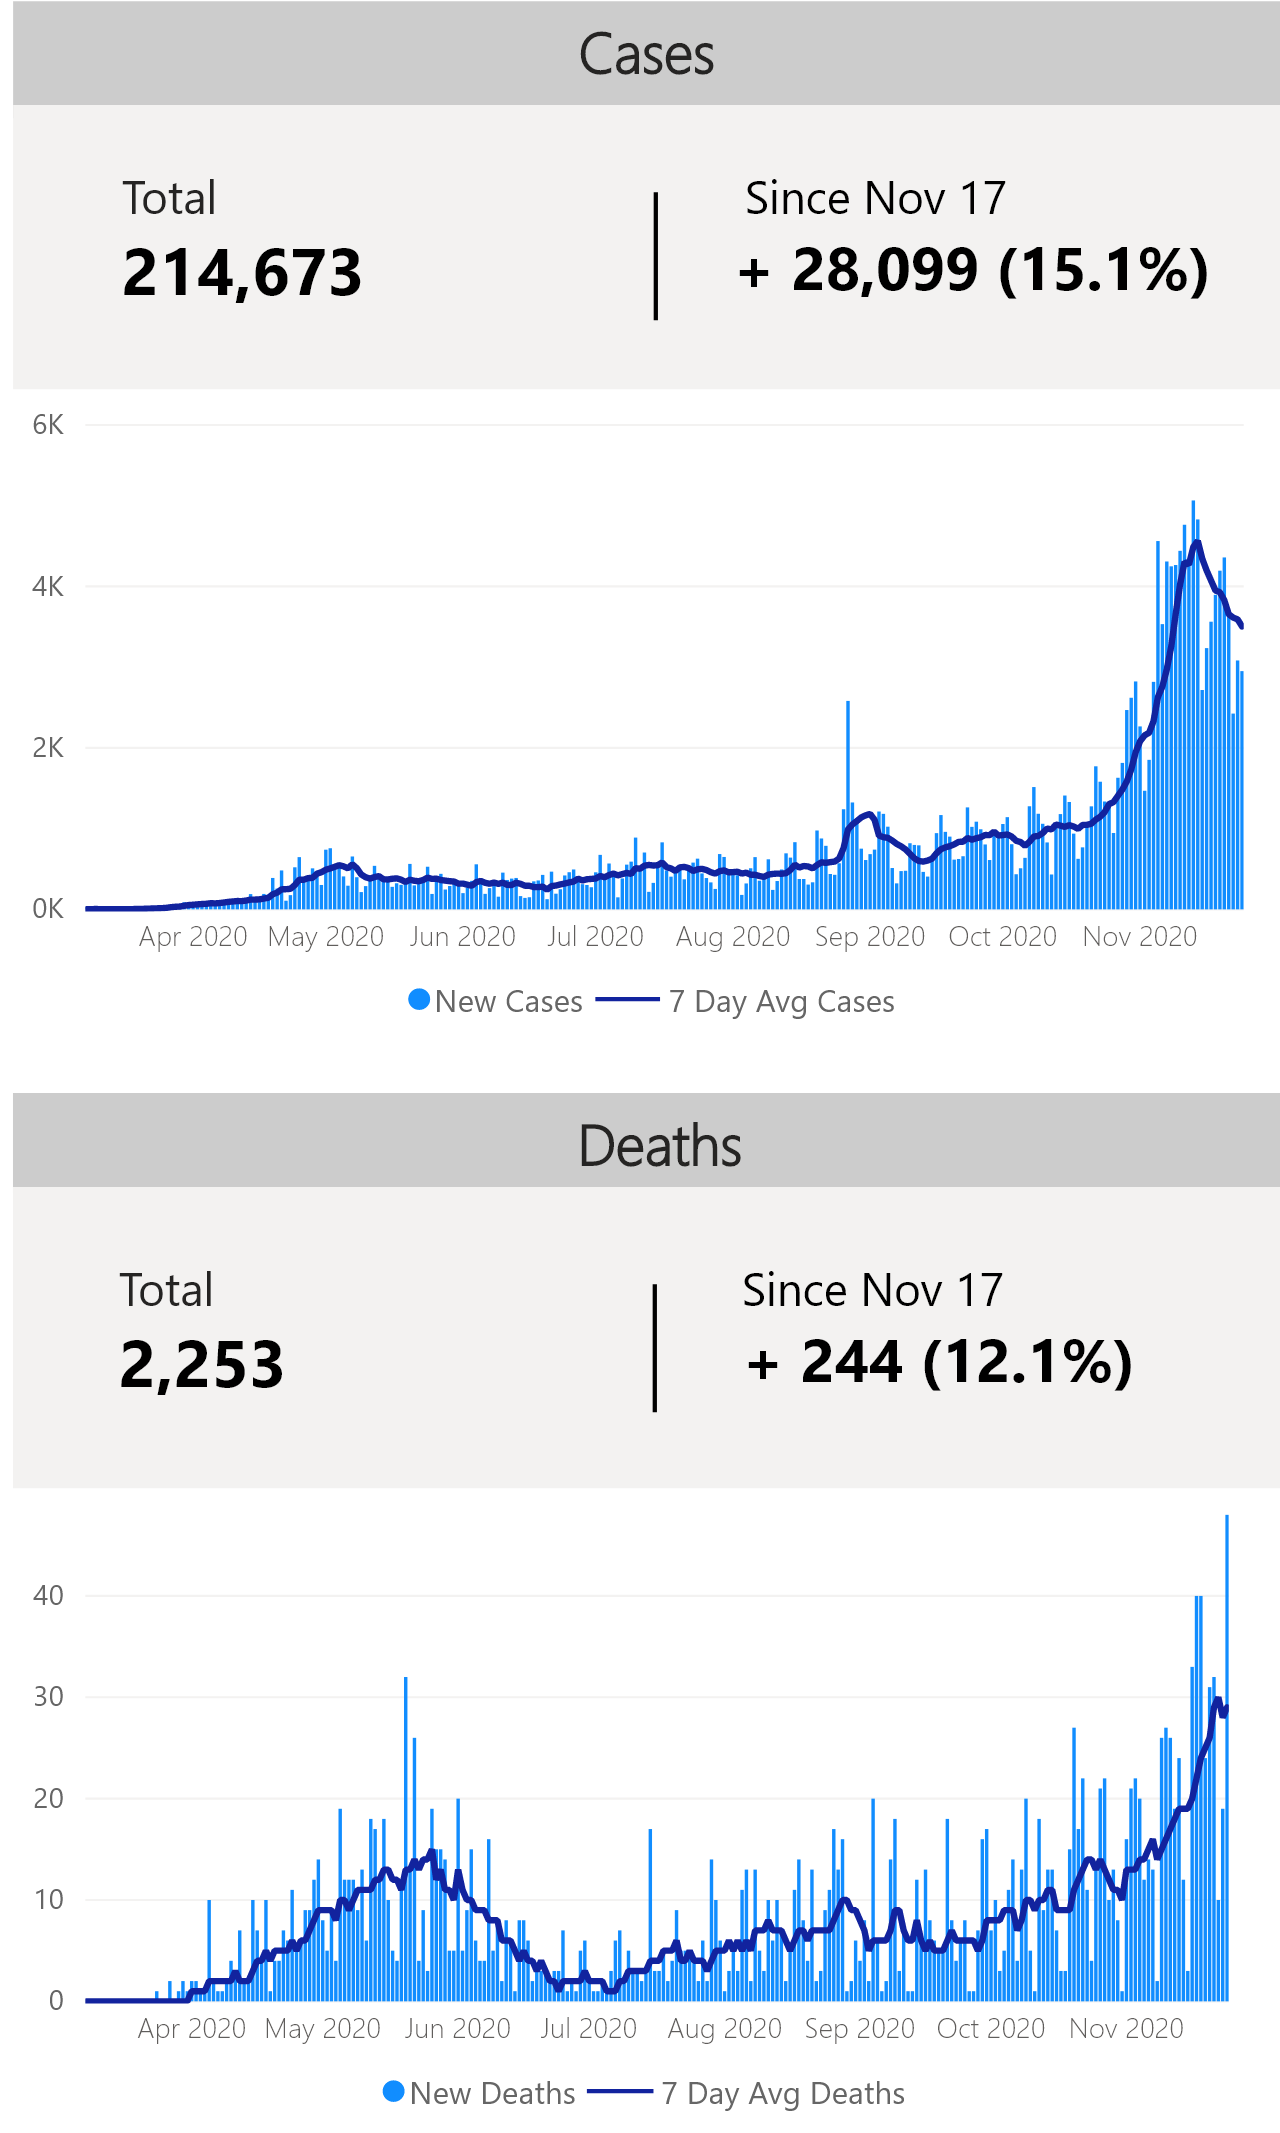 Cases
Total
Since Nov 17
214,673
+ 28,099 (15.1%)
6K
4K
2K
0K
Apr 2020 May 2020 Jun 2020 Jul 2020 Aug 2020 Sep 2020 Oct 2020 Nov 2020
New Cases 7 Day Avg Cases
Deaths
Total
Since Nov 17
2,253
+ 244 (12.1%)
40
30
20
10
0
Apr 2020 May 2020 Jun 2020 Jul 2020 Aug 2020 Sep 2020 Oct 2020 Nov 2020
New Deaths 7 Day Avg Deaths